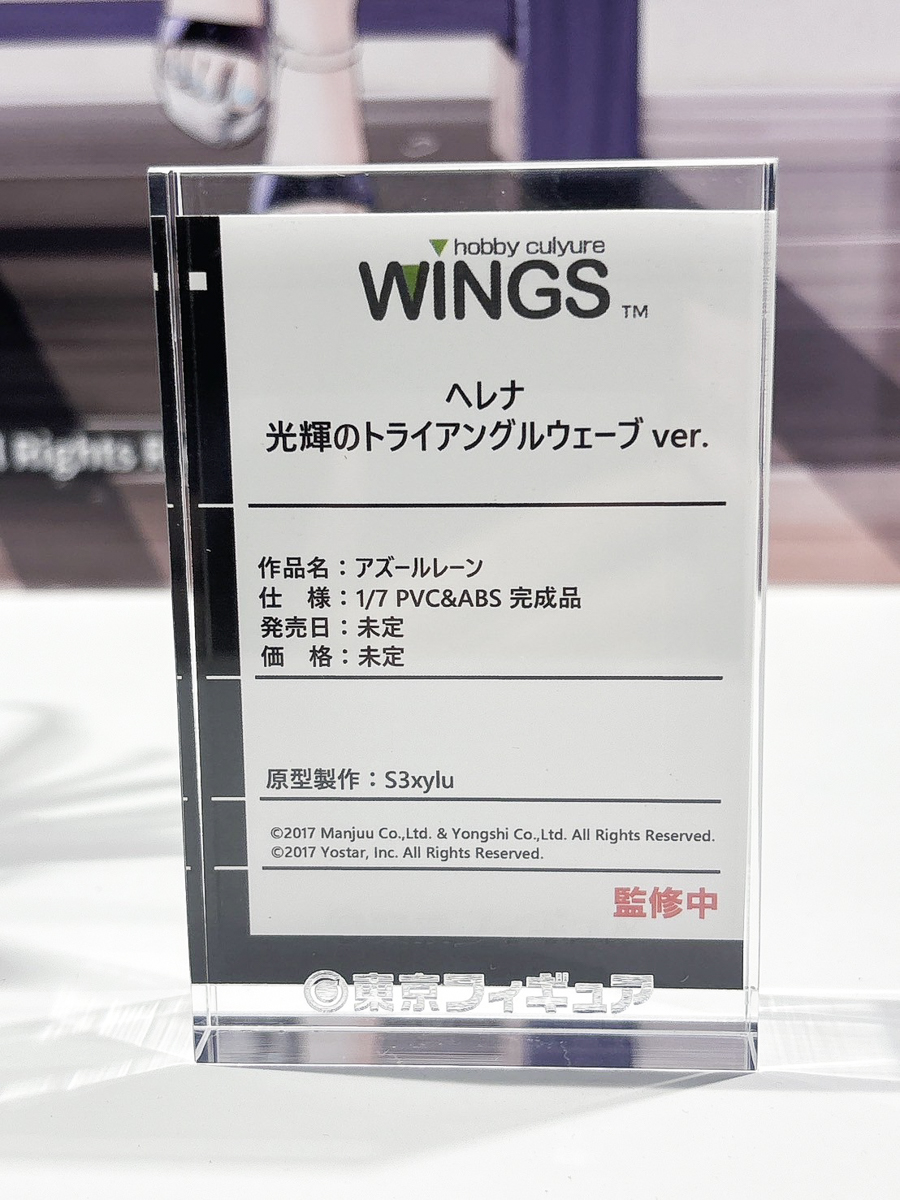 hobby culyure
WINGS TM
ヘレナ
光輝のトライアングルウェーブ ver.
作品名：アズールレーン
仕　様：1/7 PVC&ABS 完成品
発売日：未定
価　格：未定
原型製作：S3xylu
©2017 Manjuu Co.,Ltd. & Yongshi Co.,Ltd. All Rights Reserved.
©2017 Yostar, Inc. All Rights Reserved.
監修中
東京フィギュア
Rights